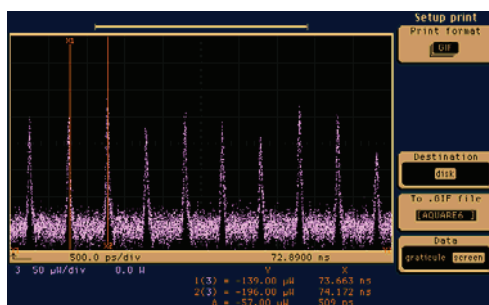 Setup print
Print format
GIF
X1
X2
Destination
disk
To .GIF file
[AQUARE6 ]
Data
graticule screen
500.0 ps/div
72.8900 ns
3 50 µW/div 0.0 W
Y X
1(3) = -139.00 µW 73.663 ns
2(3) = -196.00 µW 74.172 ns
Δ = -57.00 µW 509 ps